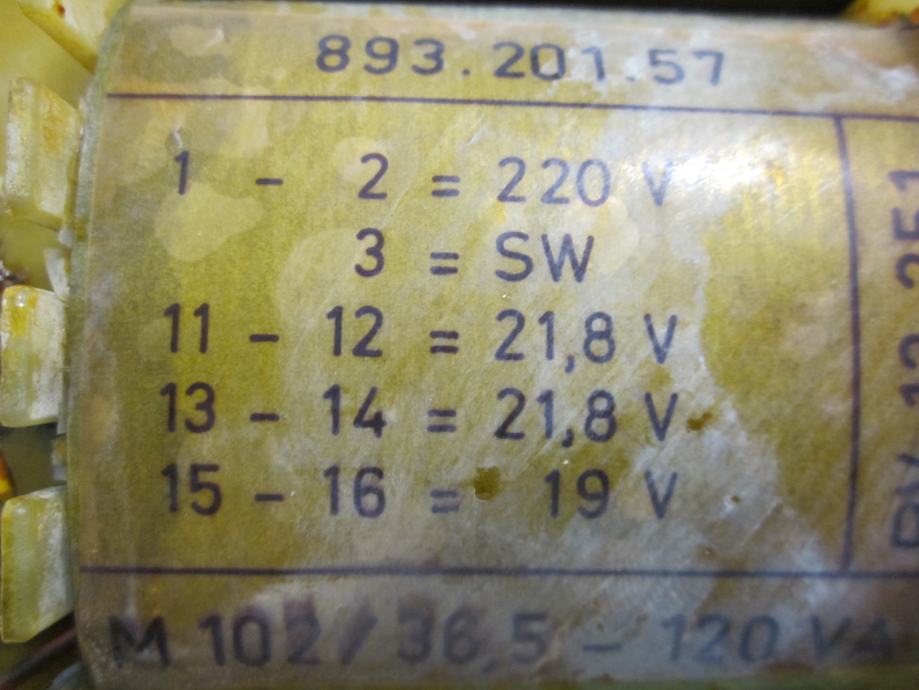 893.201.57
1 - 2 = 220 V
3 = SW
11 - 12 = 21,8 V
13 - 14 = 21,8 V
15 - 16 = 19 V
M 102/36,5 - 120 VA